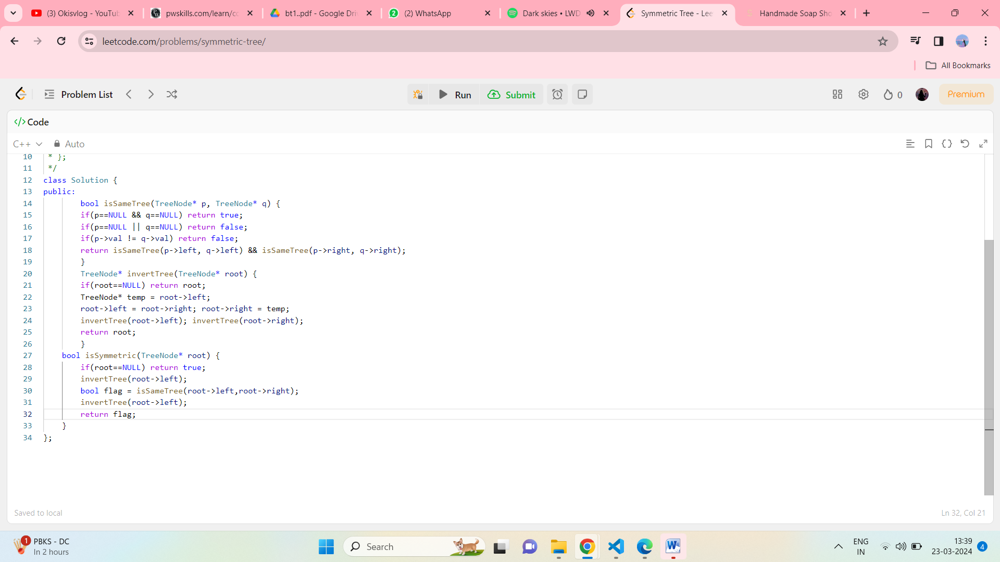 (3) Okisvlog - YouTub
pwskills.com/learn/cc
bt1..pdf - Google Dri
(2) WhatsApp
Dark skies • LWD
Symmetric Tree - Lee
Handmade Soap Sho
leetcode.com/problems/symmetric-tree/
All Bookmarks
Problem List
Run
Submit
0
Premium
</> Code
C++
Auto
10 * };
11 */
12 class Solution {
13 public:
14 bool isSameTree(TreeNode* p, TreeNode* q) {
15 if(p==NULL && q==NULL) return true;
16 if(p==NULL || q==NULL) return false;
17 if(p->val != q->val) return false;
18 return isSameTree(p->left, q->left) && isSameTree(p->right, q->right);
19 }
20 TreeNode* invertTree(TreeNode* root) {
21 if(root==NULL) return root;
22 TreeNode* temp = root->left;
23 root->left = root->right; root->right = temp;
24 invertTree(root->left); invertTree(root->right);
25 return root;
26 }
27 bool isSymmetric(TreeNode* root) {
28 if(root==NULL) return true;
29 invertTree(root->left);
30 bool flag = isSameTree(root->left,root->right);
31 invertTree(root->left);
32 return flag;
33 }
34 };
Saved to local
Ln 32, Col 21
1
PBKS - DC
In 2 hours
Search
ENG
IN
13:39
23-03-2024
4